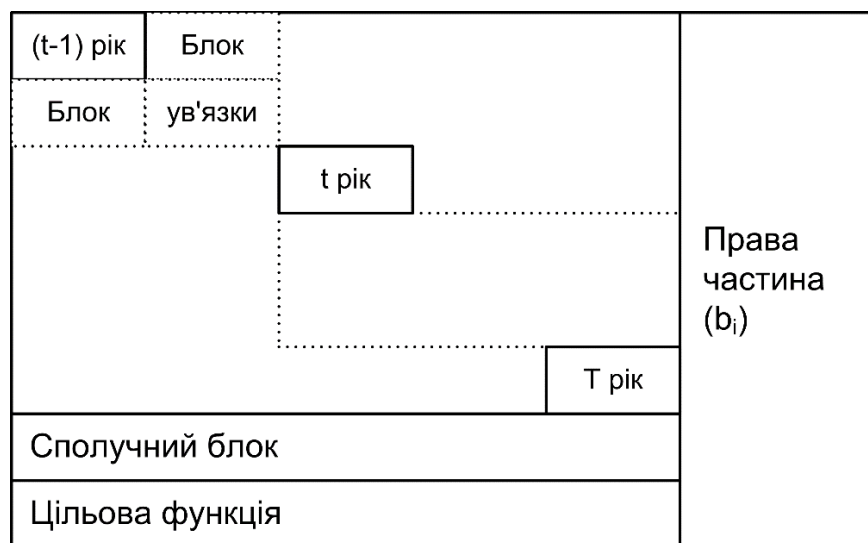 (t-1) рік
Блок
Блок
ув'язки
t рік
Права
частина
(bᵢ)
T рік
Сполучний блок
Цільова функція